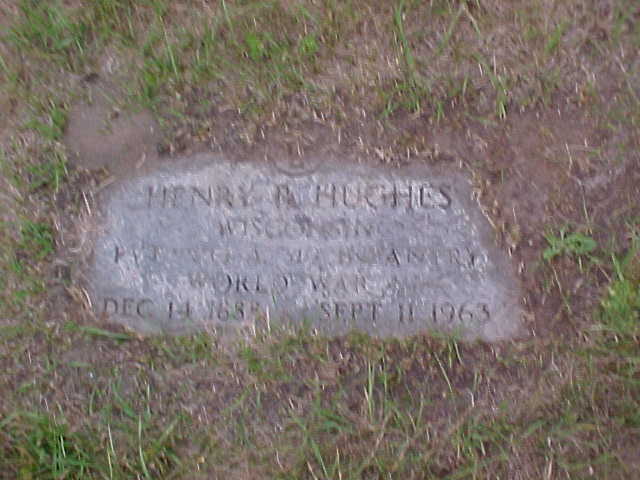 HENRY R HUGHES
WISCONSIN
PVT INFANTRY
WORLD WAR
DEC 14 SEPT 11 1963